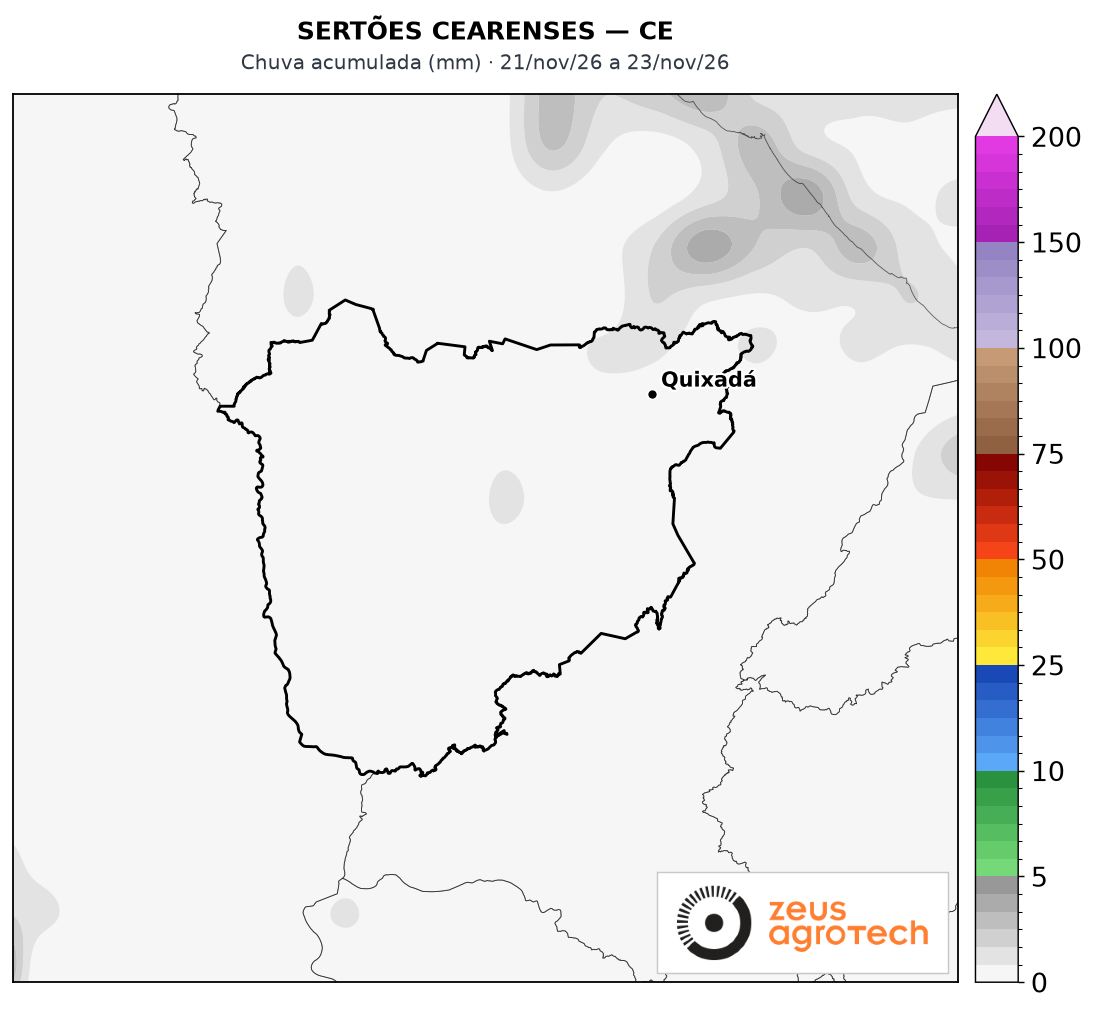 SERTÕES CEARENSES — CE
Chuva acumulada (mm) · 21/nov/26 a 23/nov/26
Quixadá
200
150
100
75
50
25
10
5
0
zeus
agrotech